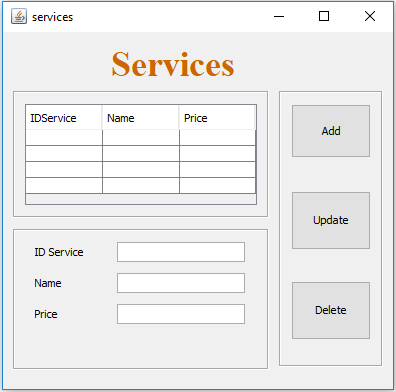 services
Services
IDService Name Price
Add
Update
ID Service
Name
Price
Delete